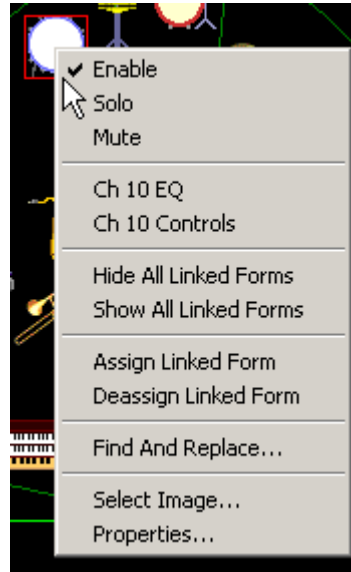 Enable
Solo
Mute
Ch 10 EQ
Ch 10 Controls
Hide All Linked Forms
Show All Linked Forms
Assign Linked Form
Deassign Linked Form
Find And Replace...
Select Image...
Properties...